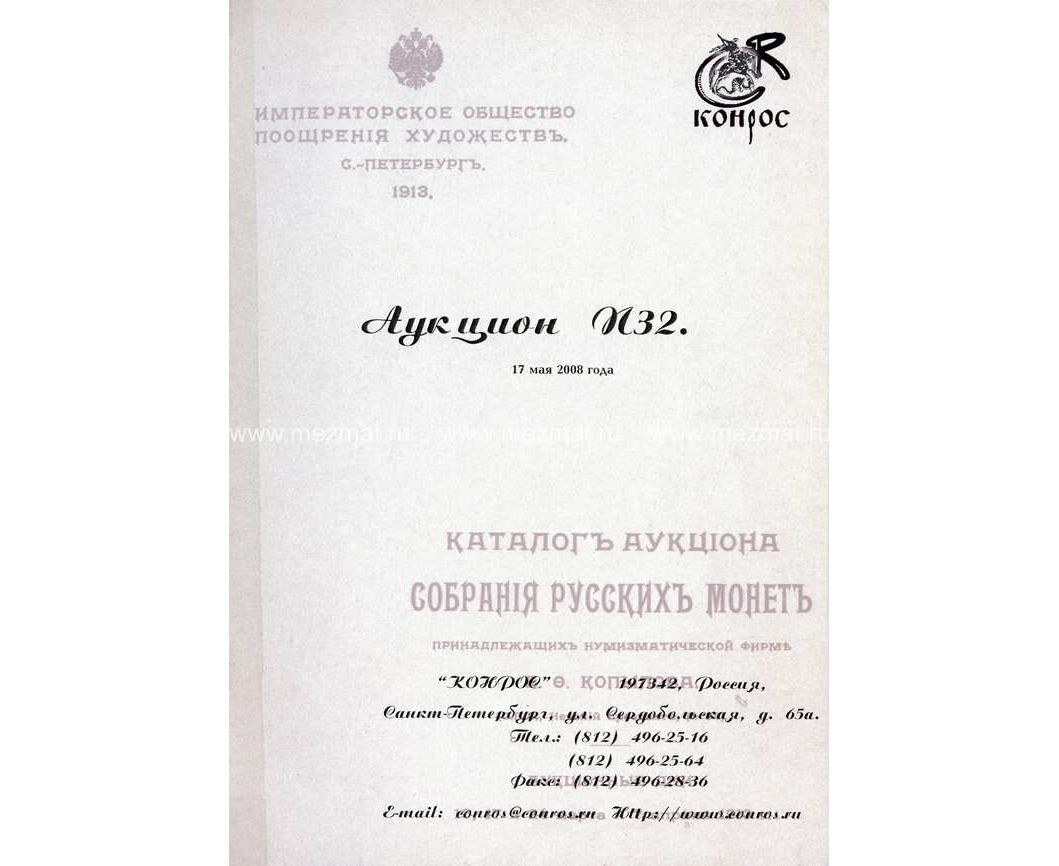 R
КОНРОС
ИМПЕРАТОРСКОЕ ОБЩЕСТВО
ПООЩРЕНІЯ ХУДОЖЕСТВЪ.
С.-ПЕТЕРБУРГЪ.
1913.
Аукцион N32.
17 мая 2008 года
www.mezmat.ru www.mezmat.ru www.mezmat.ru
КАТАЛОГЪ АУКЦІОНА
СОБРАНІЯ РУССКИХЪ МОНЕТЪ
ПРИНАДЛЕЖАЩИХЪ НУМИЗМАТИЧЕСКОЙ ФИРМѢ
Ѳ. КОПЫЛОВА
"КОНРОС" 197342, Россия,
Санкт-Петербург, ул. Сердобольская, д. 65а.
Тел.: (812) 496-25-16
(812) 496-25-64
Факс: (812) 496-28-36
E-mail: conros@conros.ru Http://www.conros.ru